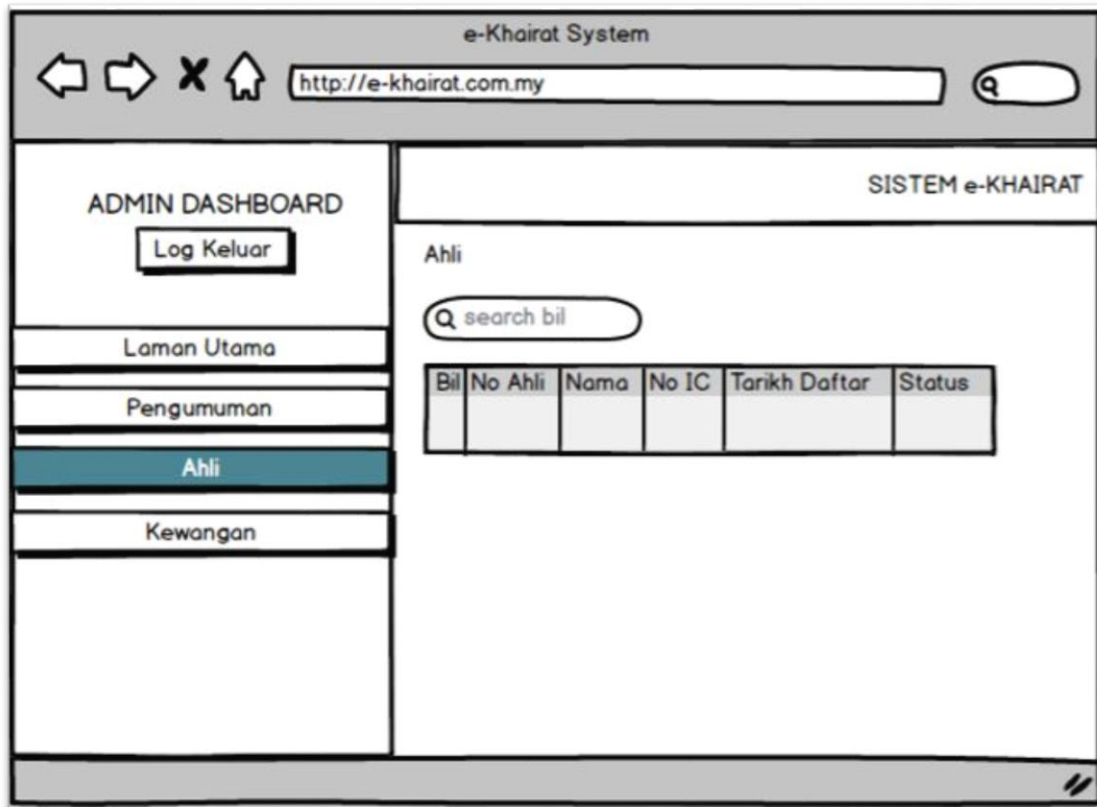 e-Khairat System
http://e-khairat.com.my
ADMIN DASHBOARD
Log Keluar
Laman Utama
Pengumuman
Ahli
Kewangan
SISTEM e-KHAIRAT
Ahli
search bil
Bil No Ahli Nama No IC Tarikh Daftar Status